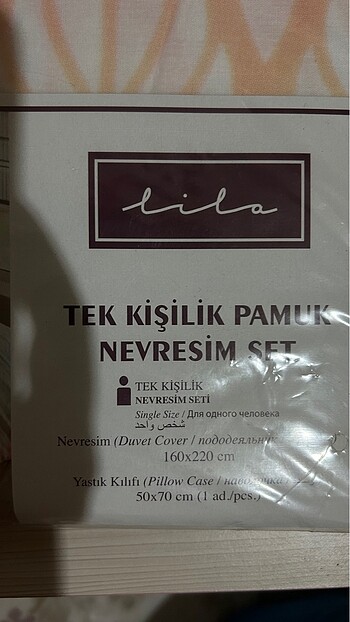 lila
TEK KİŞİLİK PAMUK
NEVRESİM SET
TEK KİŞİLİK
NEVRESİM SETİ
Single Size / Для одного человека
شخص واحد
Nevresim (Duvet Cover / пододеяльник
160x220 cm
Yastık Kılıfı (Pillow Case /
50x70 cm (1 ad./pcs.)